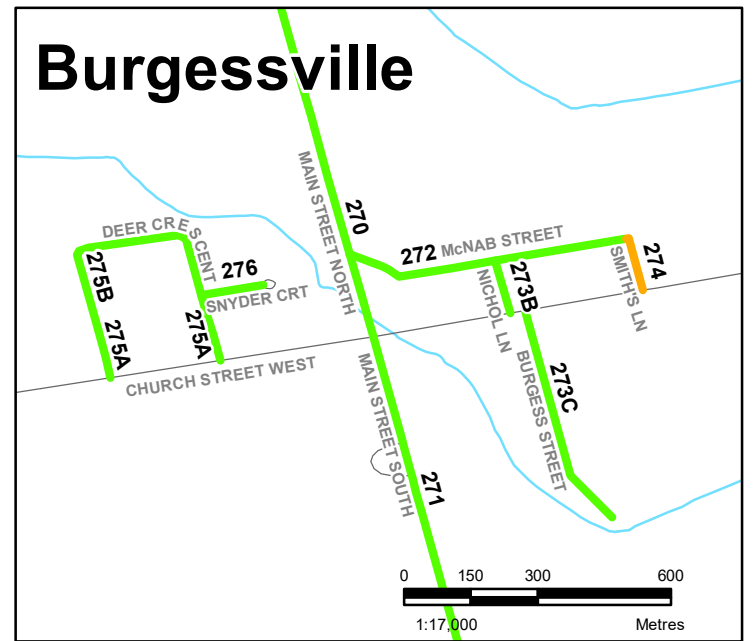 Burgessville
MAIN STREET NORTH
270
DEER CRESCENT
276
SNYDER CRT
275B
275A
275A
CHURCH STREET WEST
272
McNAB STREET
274
SMITH'S LN
273B
NICHOL LN
273C
BURGESS STREET
MAIN STREET SOUTH
271
0 150 300 600
1:17,000 Metres